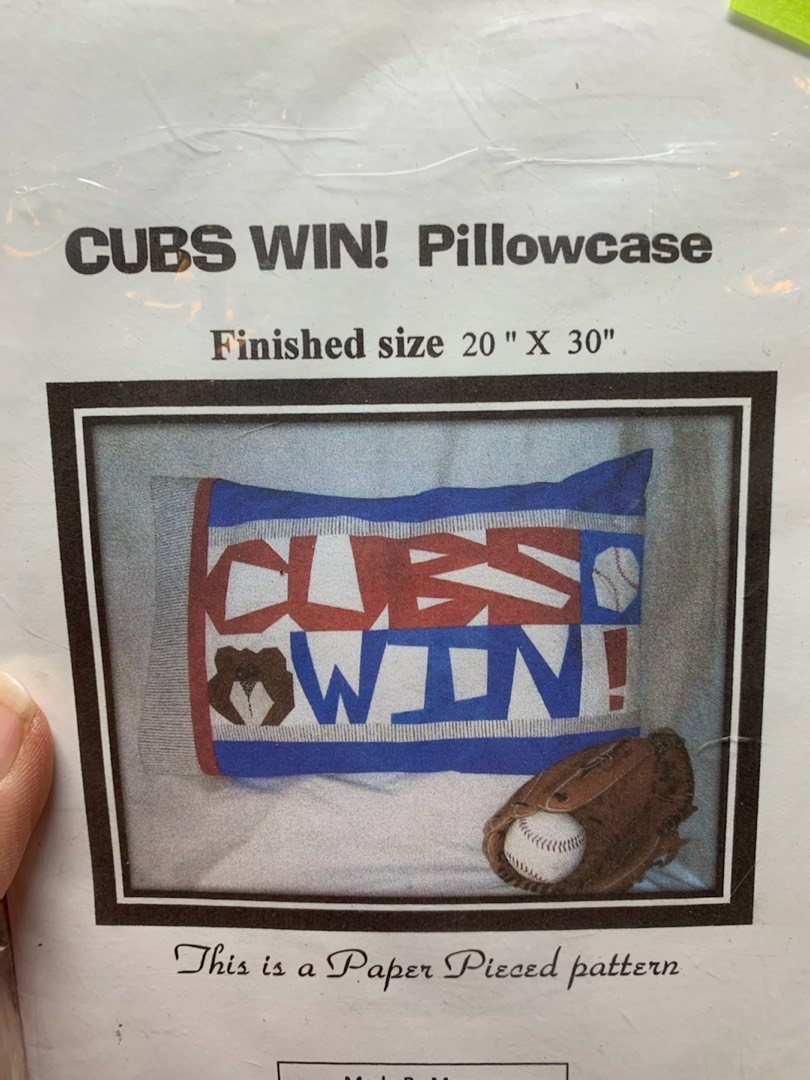 CUBS WIN! Pillowcase
Finished size 20 " X 30"
CUBS
WIN!
This is a Paper Pieced pattern